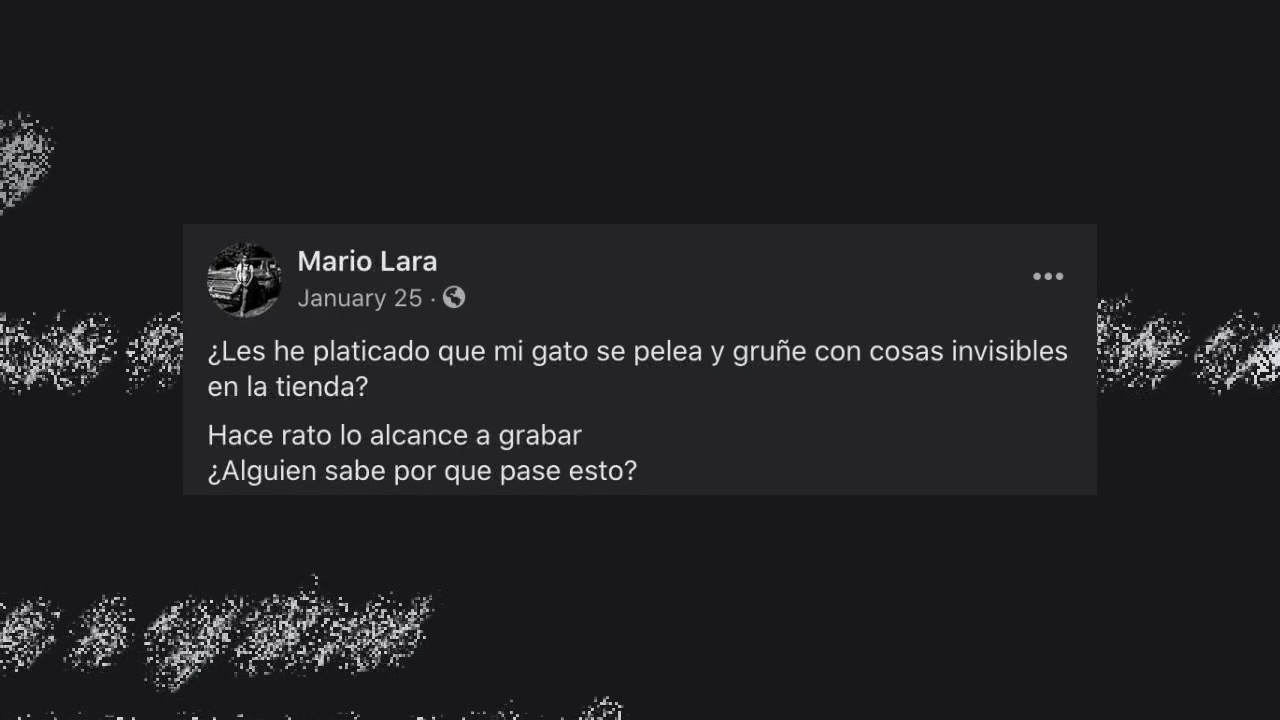 Mario Lara
January 25 ·
¿Les he platicado que mi gato se pelea y gruñe con cosas invisibles
en la tienda?
Hace rato lo alcance a grabar
¿Alguien sabe por que pase esto?